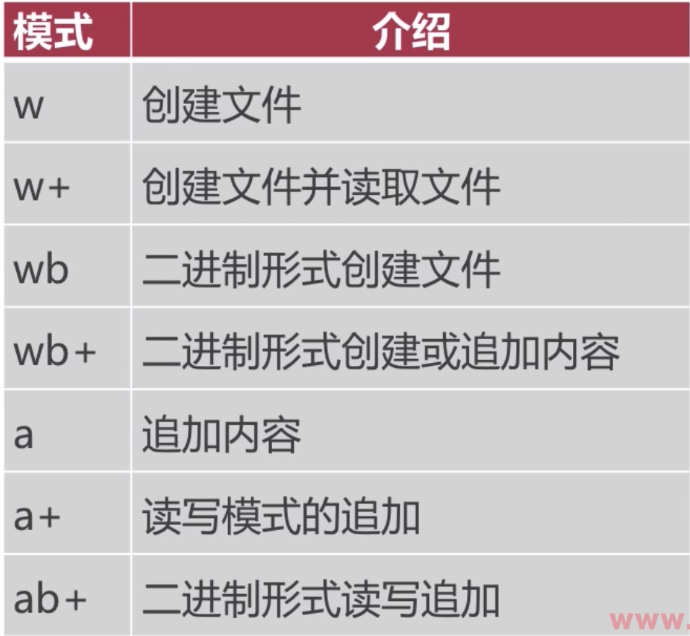 模式 介绍
w 创建文件
w+ 创建文件并读取文件
wb 二进制形式创建文件
wb+ 二进制形式创建或追加内容
a 追加内容
a+ 读写模式的追加
ab+ 二进制形式读写追加
www.